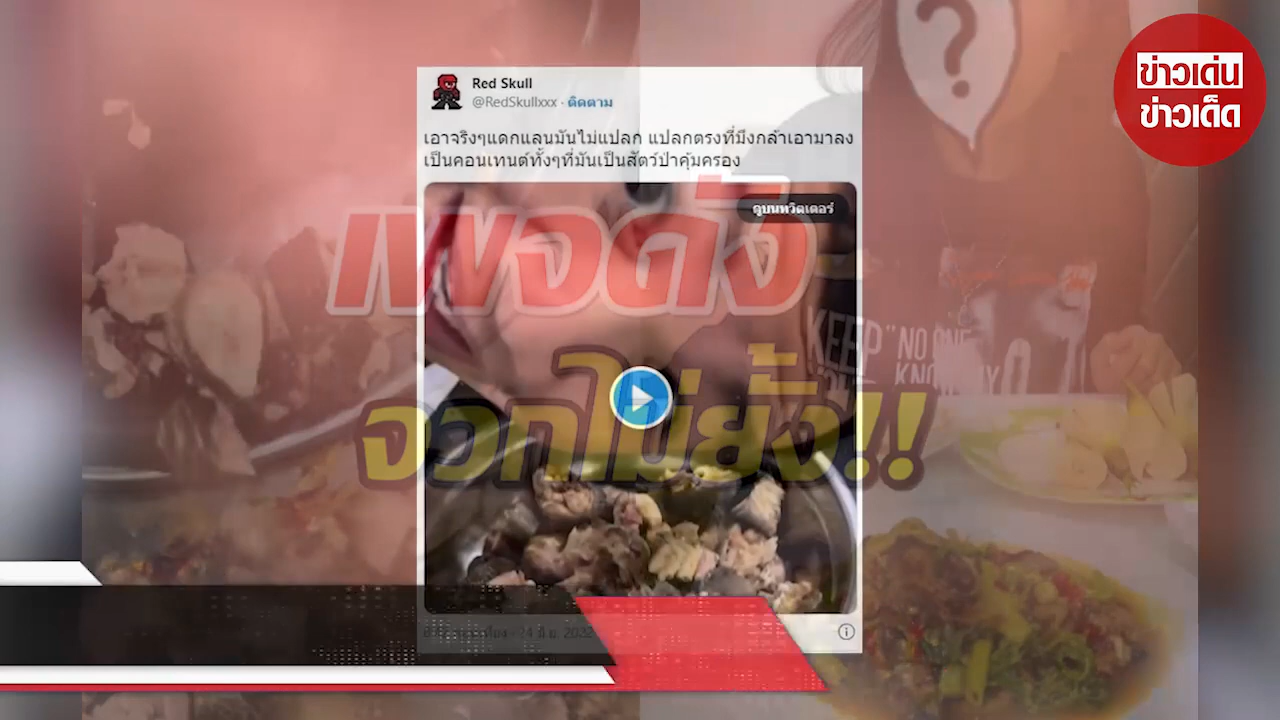 ข่าวเด่น
ข่าวเด็ด
Red Skull
@RedSkullxxx · ติดตาม
เอาจริงๆแดกแลนมันไม่แปลก แปลกตรงที่มึงกล้าเอามาลง
เป็นคอนเทนต์ทั้งๆที่มันเป็นสัตว์ป่าคุ้มครอง
ดูบนทวิตเตอร์
เพจดัง
จวกไม่ยั้ง!!
KEEP
"NO ONE